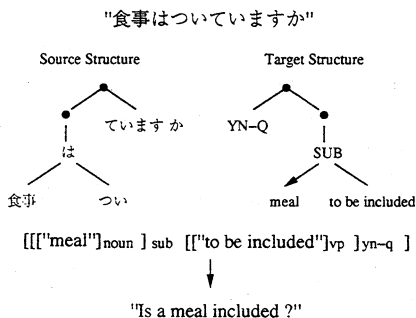 "食事はついていますか"
Source Structure Target Structure
ていますか YN-Q
は SUB
食事 つい meal to be included
[[["meal"]noun ] sub [["to be included"]vp ]yn-q ]
"Is a meal included ?"